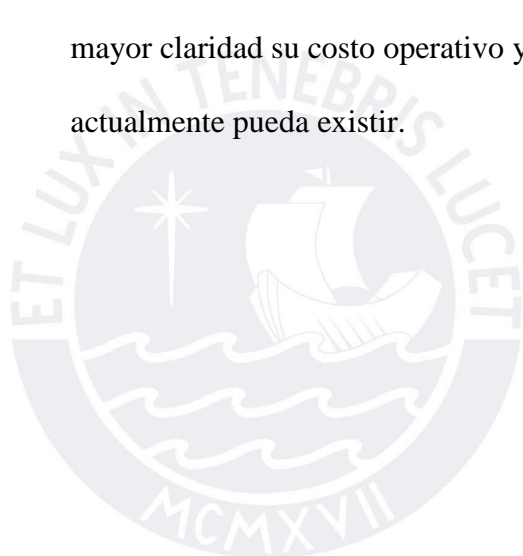 mayor claridad su costo operativo y
actualmente pueda existir.
ET LUX IN TENEBRIS LUCET
MCMXVII